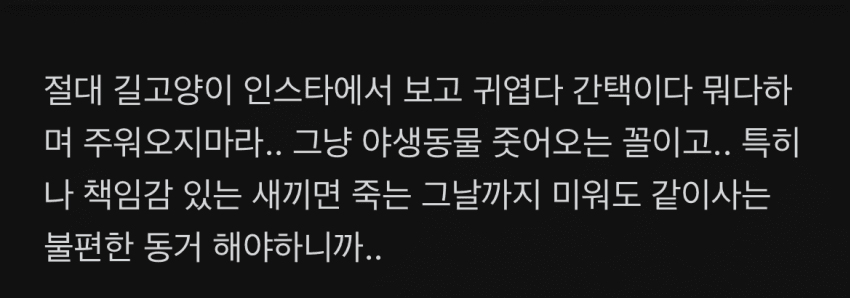 절대 길고양이 인스타에서 보고 귀엽다 간택이다 뭐다하
며 주워오지마라.. 그냥 야생동물 줏어오는 꼴이고.. 특히
나 책임감 있는 새끼면 죽는 그날까지 미워도 같이사는
불편한 동거 해야하니까..